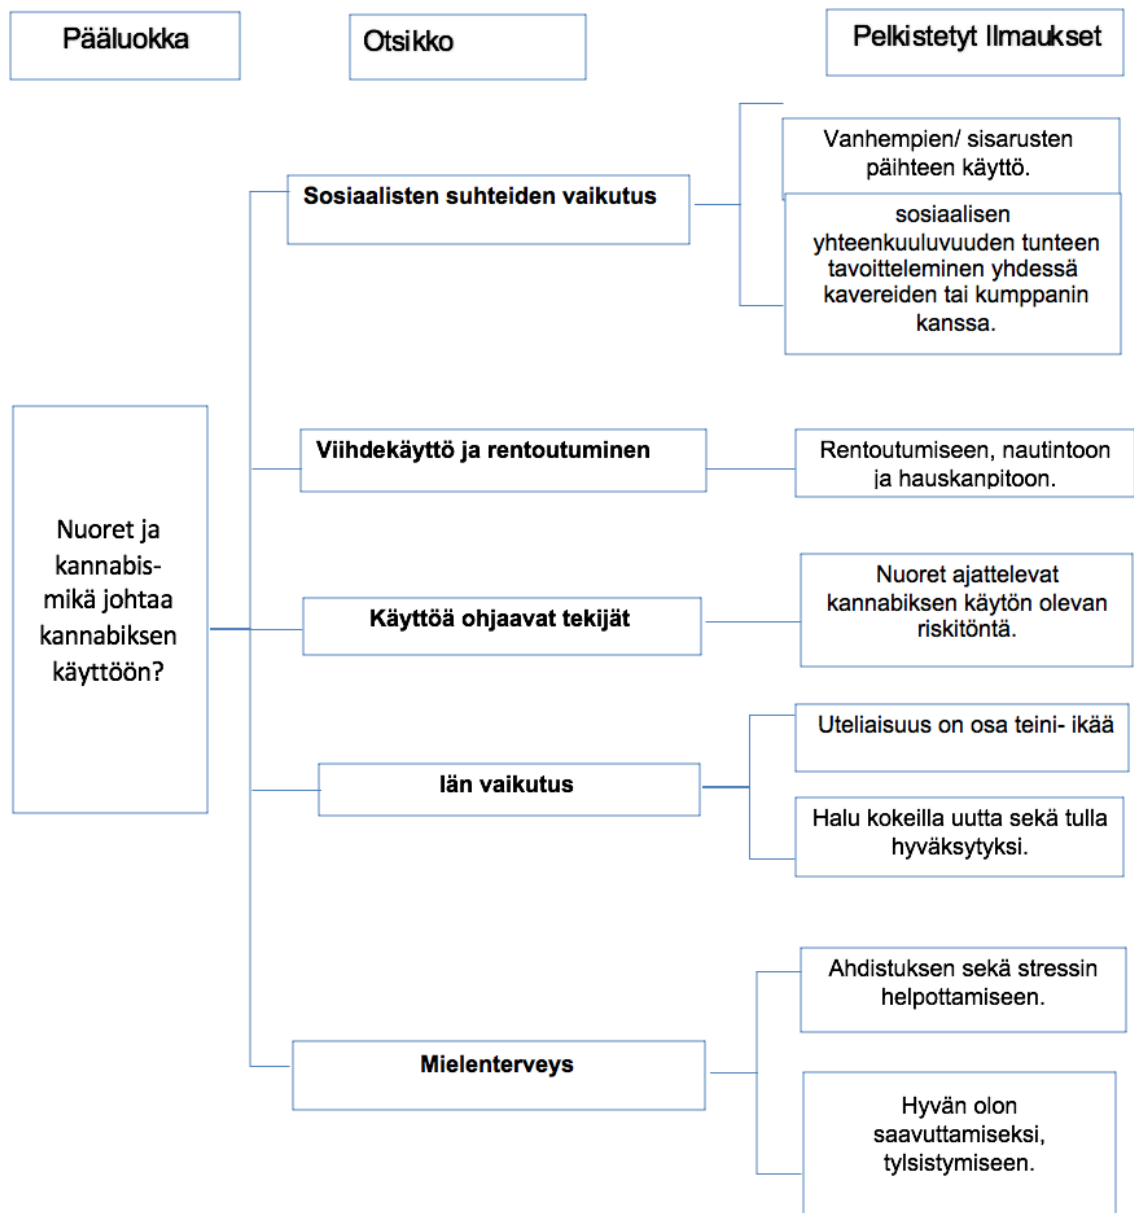 Pääluokka
Otsikko
Pelkistetyt Ilmaukset
Nuoret ja
kannabis-
mikä johtaa
kannabiksen
käyttöön?
Sosiaalisten suhteiden vaikutus
Vanhempien/ sisarusten
päihteen käyttö.
sosiaalisen
yhteenkuuluvuuden tunteen
tavoitteleminen yhdessä
kavereiden tai kumppanin
kanssa.
Viihdekäyttö ja rentoutuminen
Rentoutumiseen, nautintoon
ja hauskanpitoon.
Käyttöä ohjaavat tekijät
Nuoret ajattelevat
kannabiksen käytön olevan
riskitöntä.
Iän vaikutus
Uteliaisuus on osa teini- ikää
Halu kokeilla uutta sekä tulla
hyväksytyksi.
Mielenterveys
Ahdistuksen sekä stressin
helpottamiseen.
Hyvän olon
saavuttamiseksi,
tylsistymiseen.